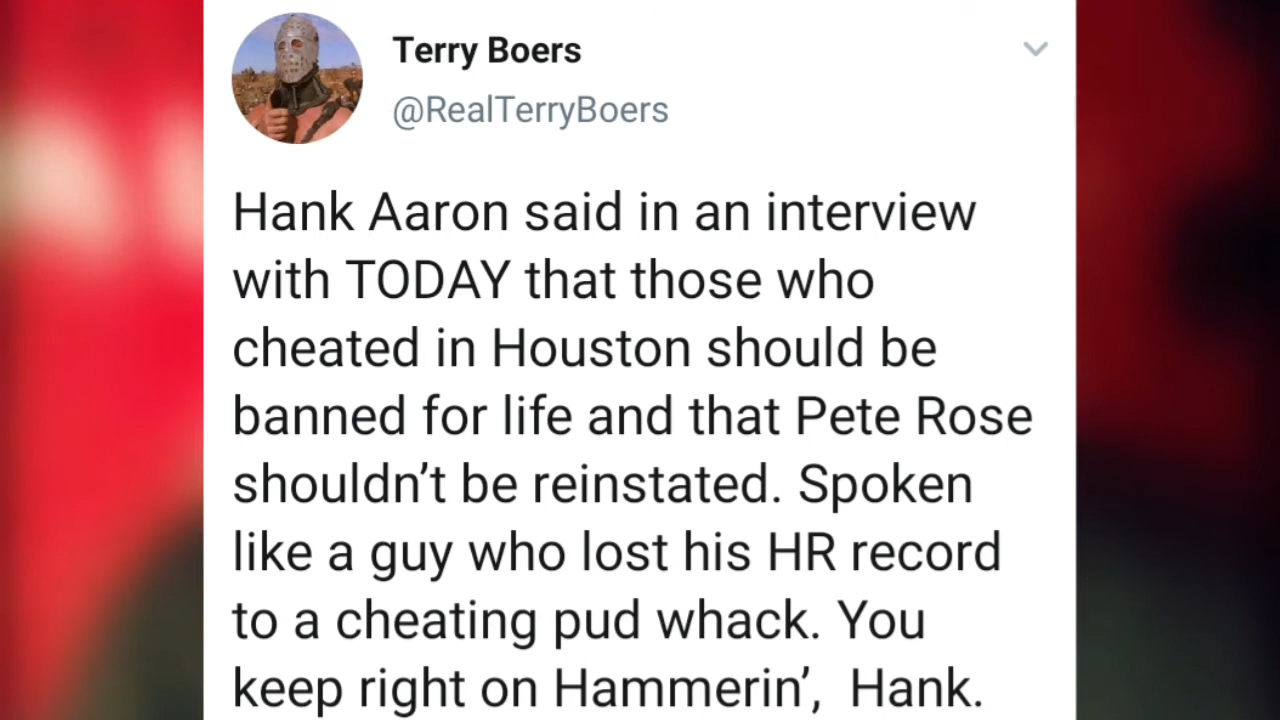 Terry Boers
@RealTerryBoers
Hank Aaron said in an interview
with TODAY that those who
cheated in Houston should be
banned for life and that Pete Rose
shouldn’t be reinstated. Spoken
like a guy who lost his HR record
to a cheating pud whack. You
keep right on Hammerin’,  Hank.